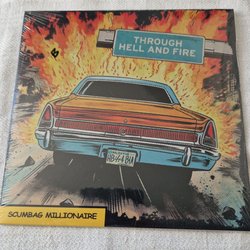 THROUGH
HELL AND FIRE
SCUMBAG MILLIONAIRE